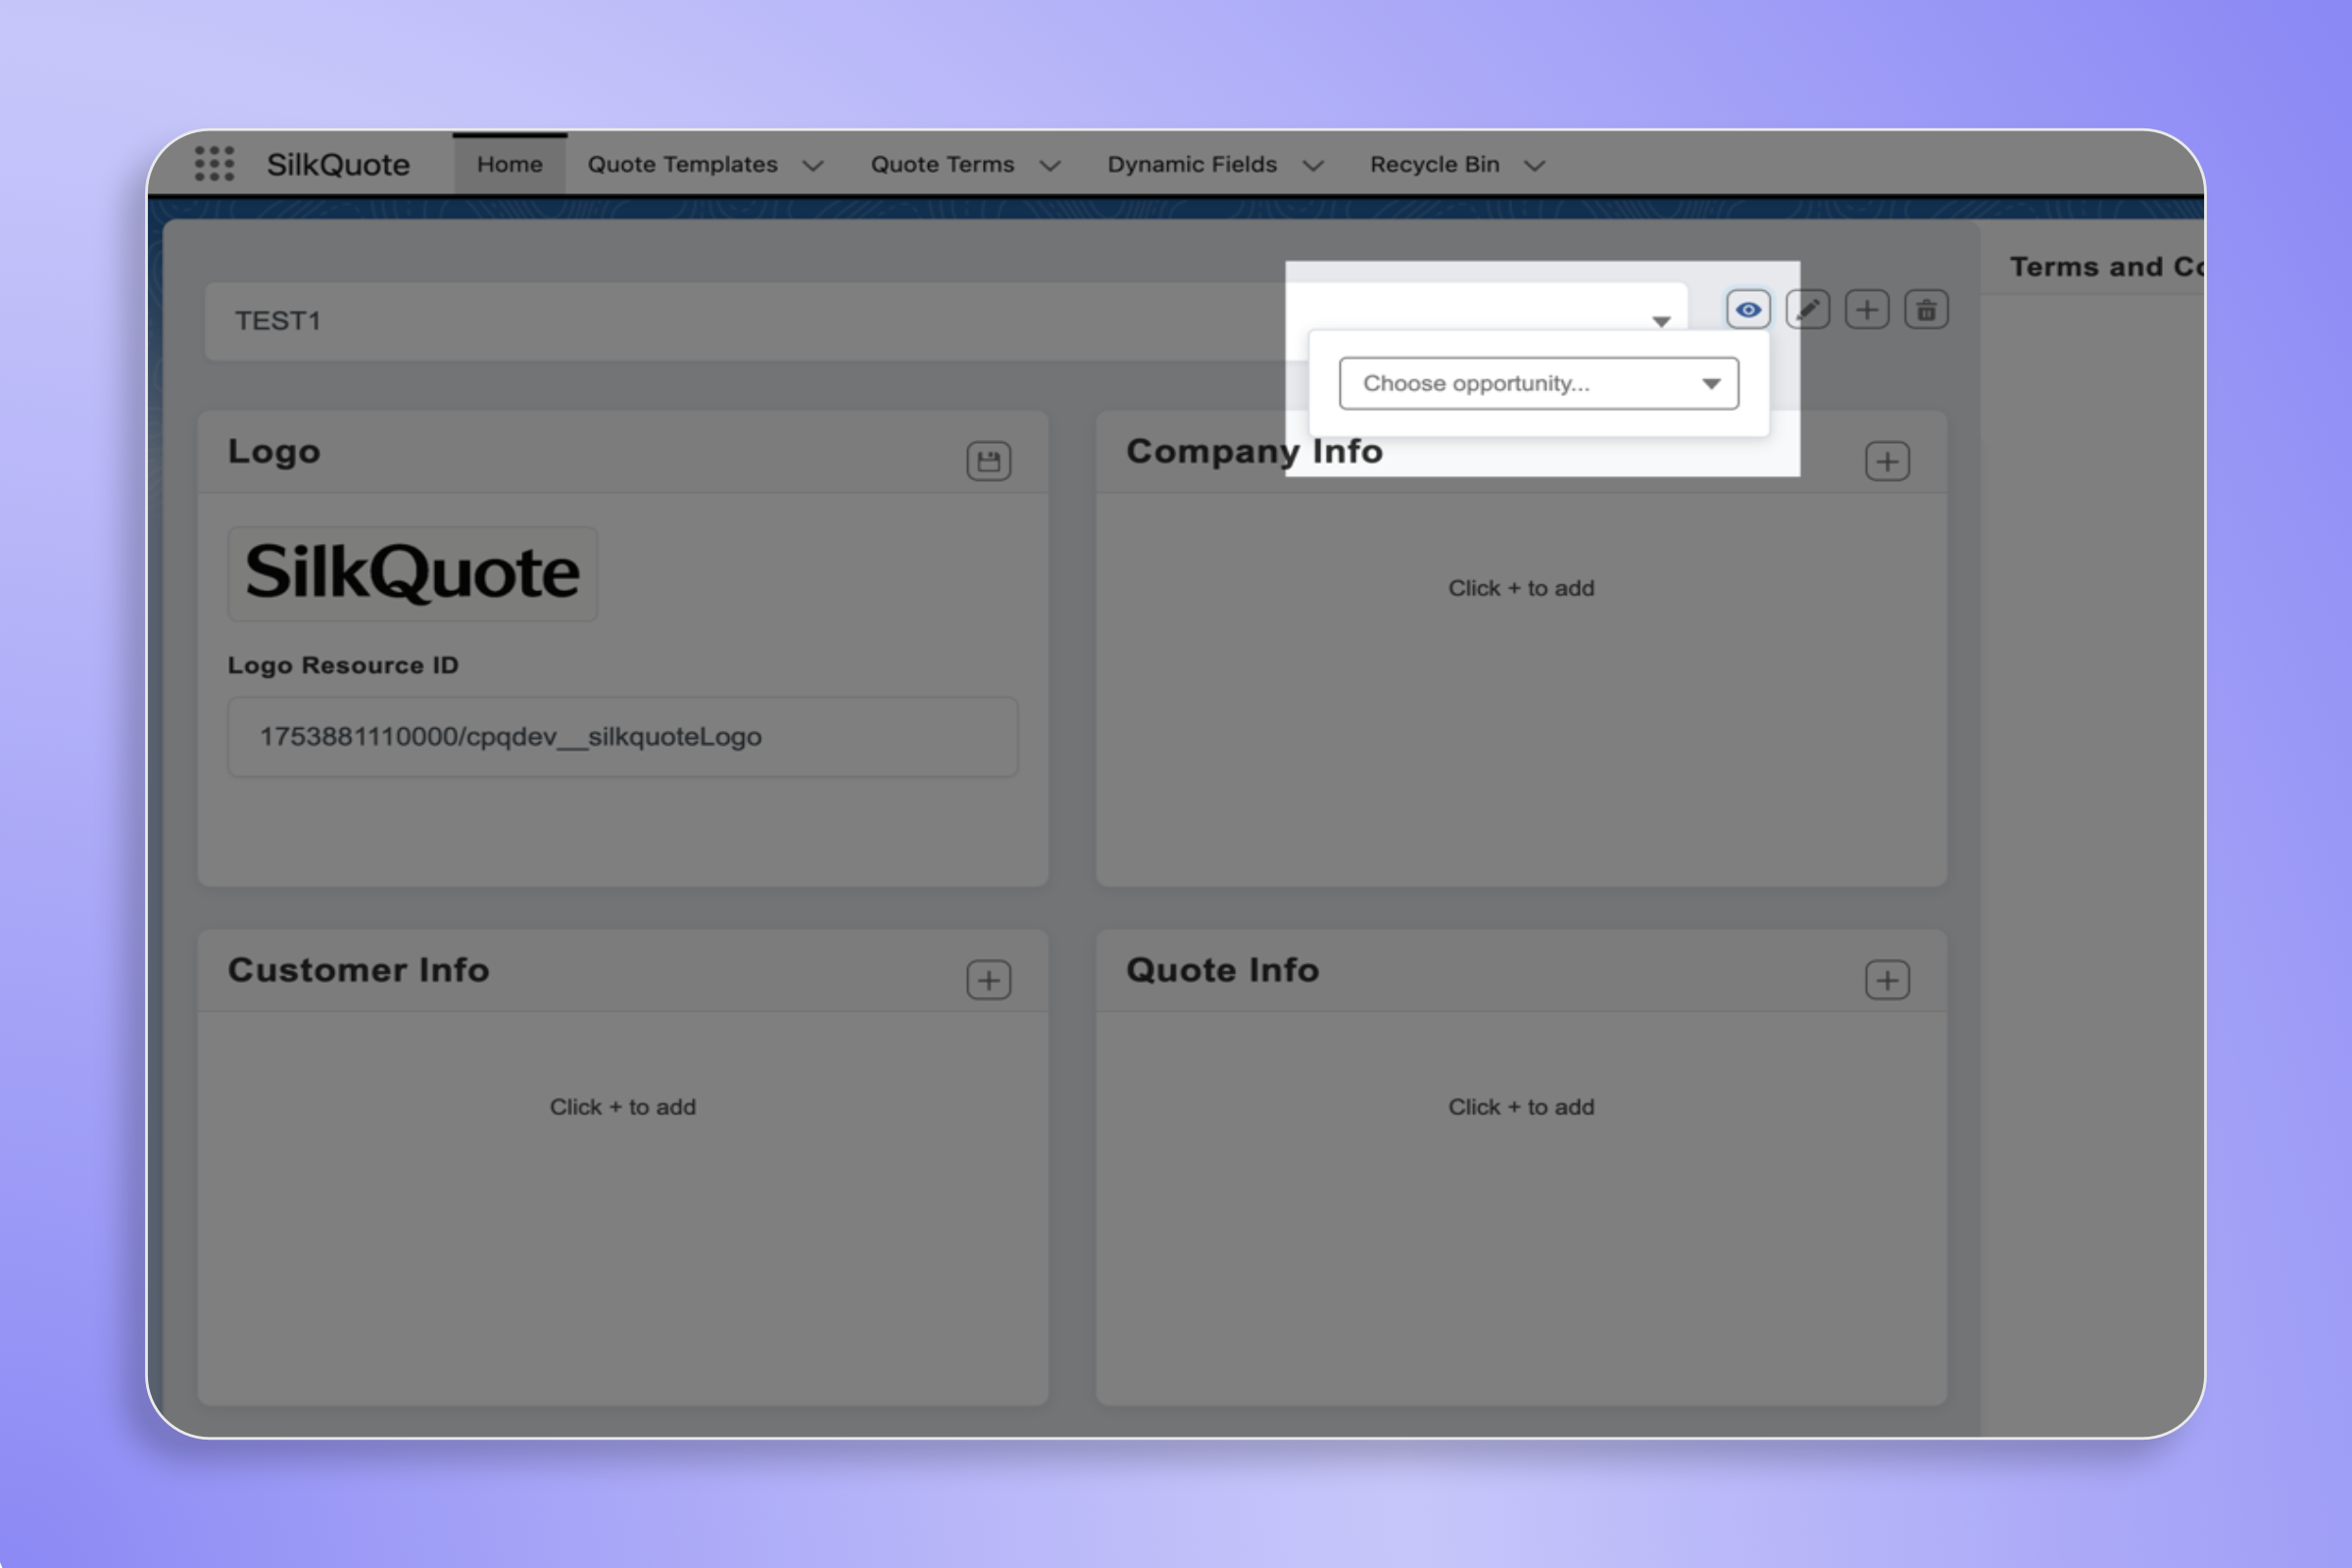 SilkQuote Home Quote Templates Quote Terms Dynamic Fields Recycle Bin
TEST1
Terms and Co
Choose opportunity...
Logo
Company Info
SilkQuote
Click + to add
Logo Resource ID
1753881110000/cpqdev__silkquoteLogo
Customer Info
Quote Info
Click + to add
Click + to add